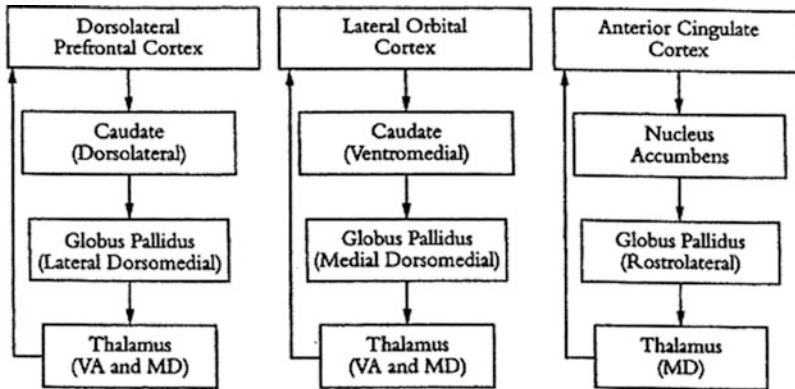 Dorsolateral
Prefrontal Cortex
Caudate
(Dorsolateral)
Globus Pallidus
(Lateral Dorsomedial)
Thalamus
(VA and MD)
Lateral Orbital
Cortex
Caudate
(Ventromedial)
Globus Pallidus
(Medial Dorsomedial)
Thalamus
(VA and MD)
Anterior Cingulate
Cortex
Nucleus
Accumbens
Globus Pallidus
(Rostrolateral)
Thalamus
(MD)